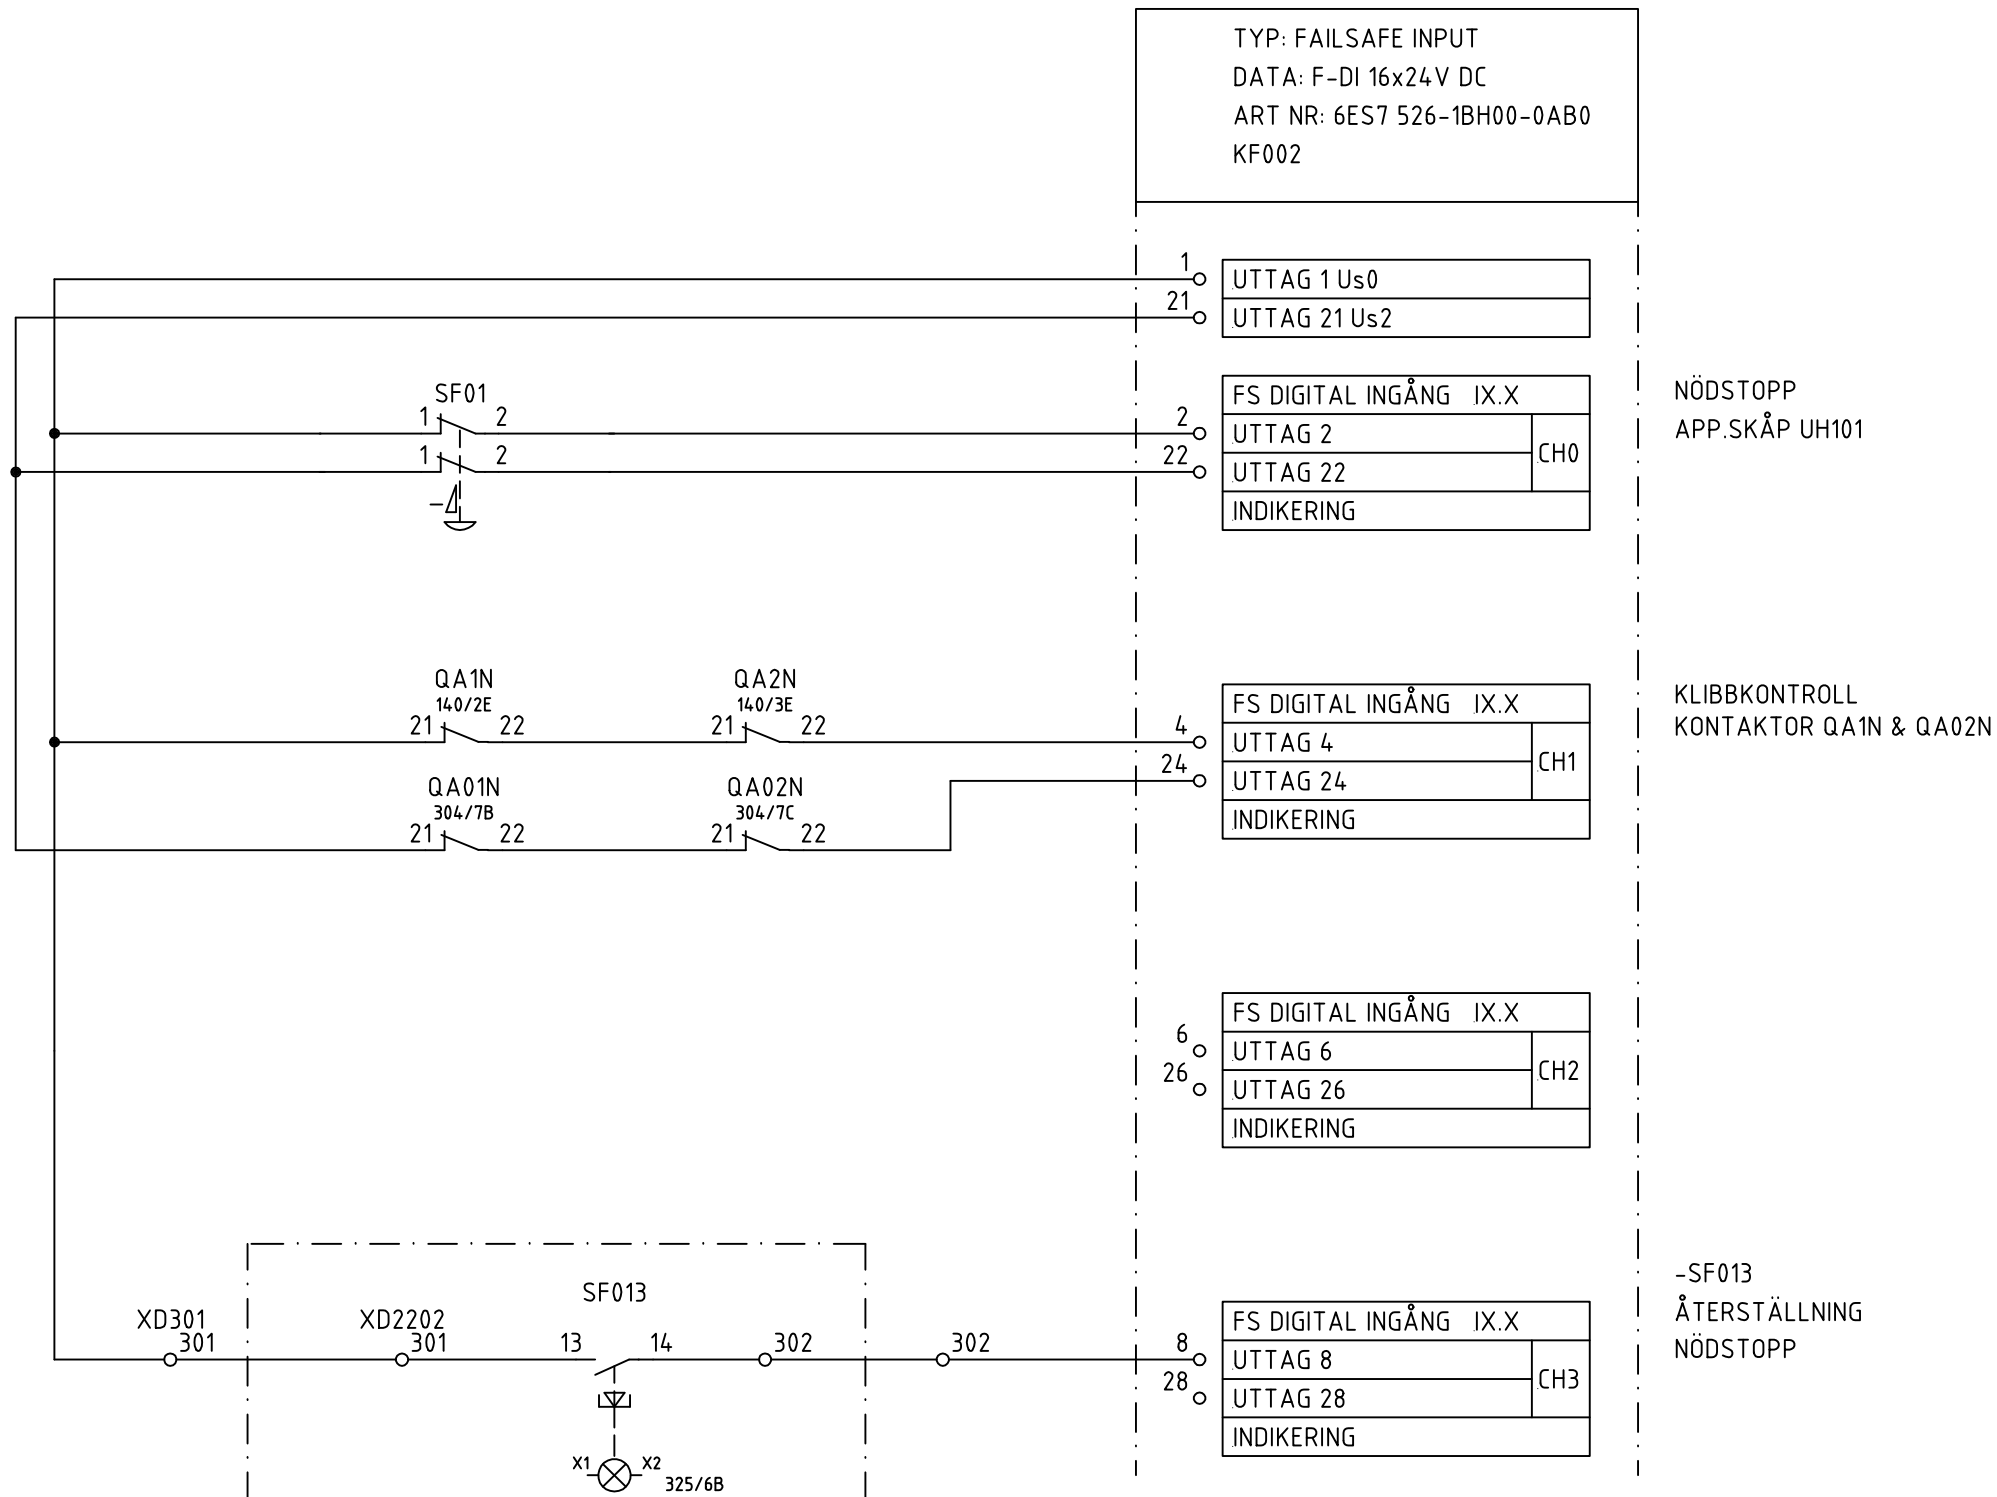 TYP: FAILSAFE INPUT
DATA: F-DI 16x24V DC
ART NR: 6ES7 526-1BH00-0AB0
KF002
1
UTTAG 1 Us0
21
UTTAG 21 Us2
SF01
1 2
1 2
FS DIGITAL INGÅNG IX.X
2
UTTAG 2
22
UTTAG 22
CH0
INDIKERING
NÖDSTOPP
APP.SKÅP UH101
QA1N
140/2E
21 22
QA2N
140/3E
21 22
QA01N
304/7B
21 22
QA02N
304/7C
21 22
FS DIGITAL INGÅNG IX.X
4
UTTAG 4
24
UTTAG 24
CH1
INDIKERING
KLIBBKONTROLL
KONTAKTOR QA1N & QA02N
FS DIGITAL INGÅNG IX.X
6
UTTAG 6
26
UTTAG 26
CH2
INDIKERING
SF013
XD301
301
XD2202
301
13 14
302
302
X1 X2
325/6B
FS DIGITAL INGÅNG IX.X
8
UTTAG 8
28
UTTAG 28
CH3
INDIKERING
-SF013
ÅTERSTÄLLNING
NÖDSTOPP